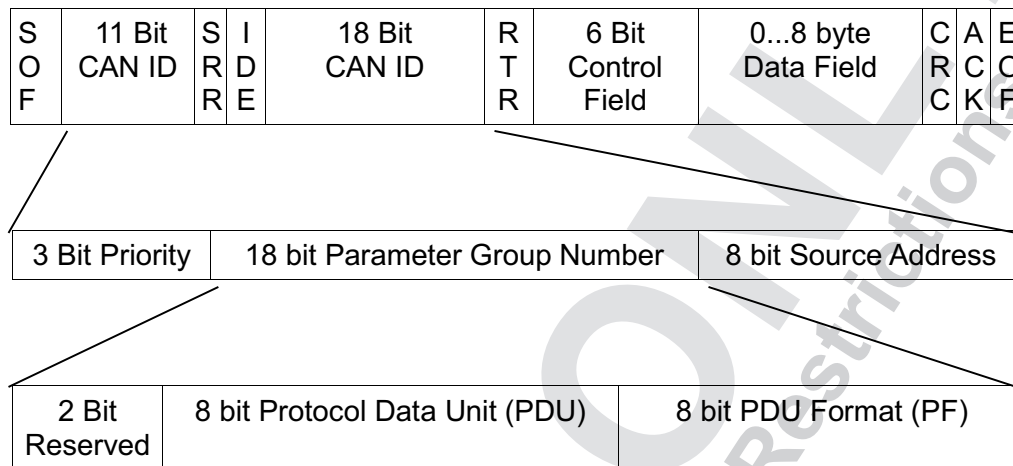 S O F
11 Bit CAN ID
S R R
I D E
18 Bit CAN ID
R T R
6 Bit Control Field
0...8 byte Data Field
C R C
A C K
E O F
3 Bit Priority
18 bit Parameter Group Number
8 bit Source Address
2 Bit Reserved
8 bit Protocol Data Unit (PDU)
8 bit PDU Format (PF)
ONL
Restrictions